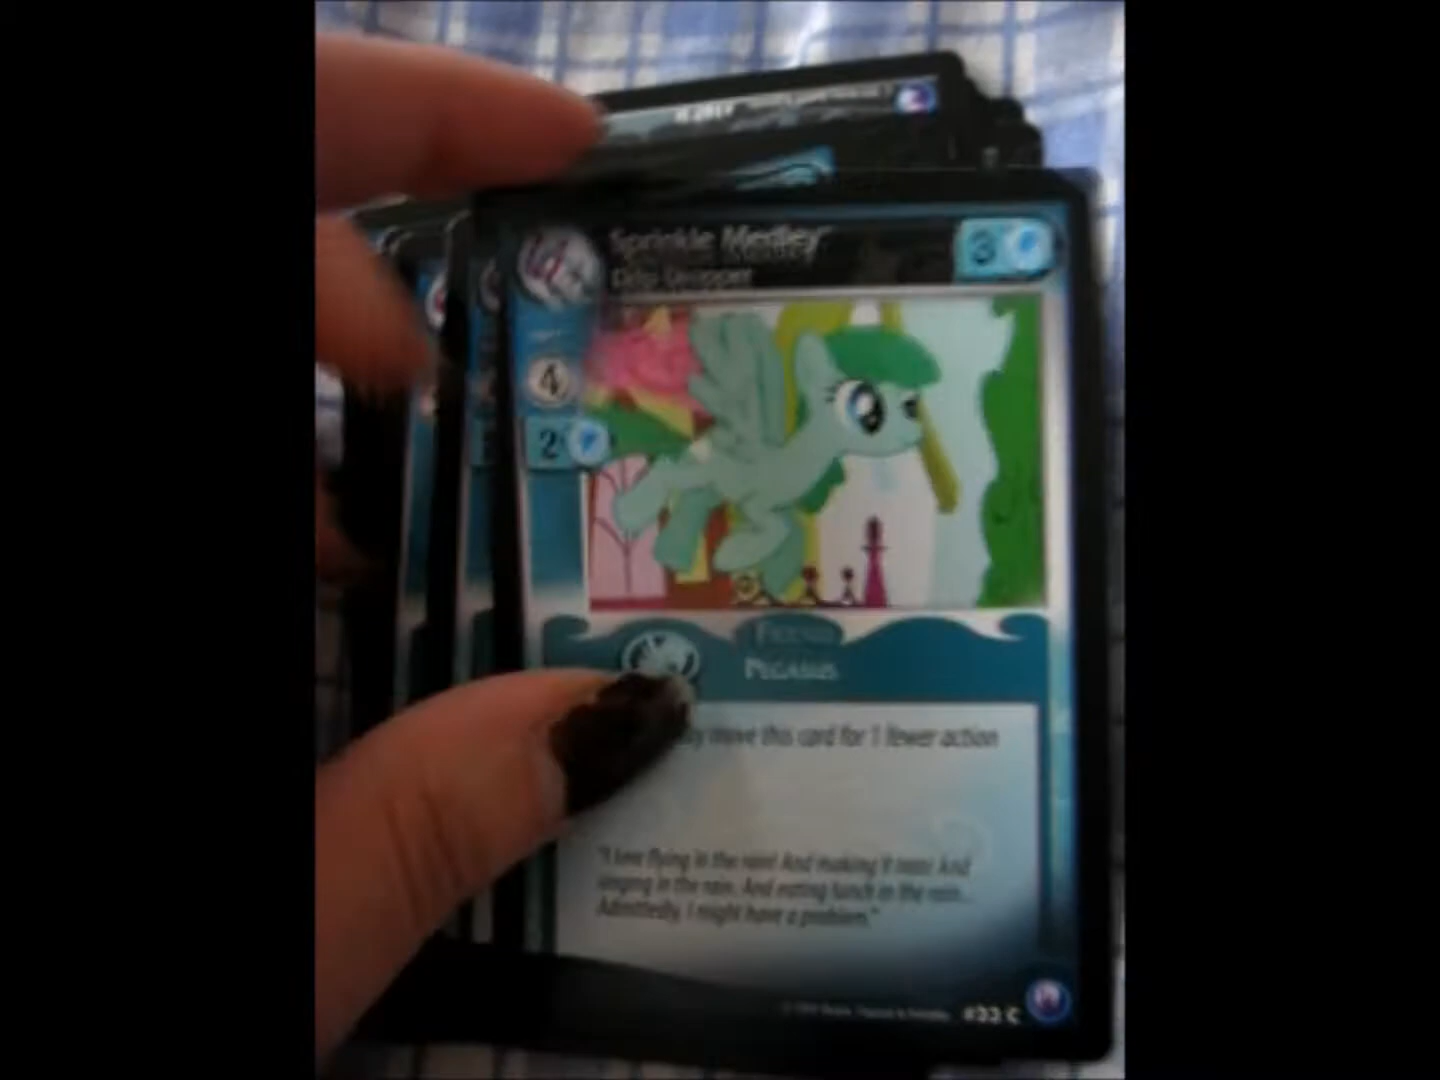 Sprinkle Medley
3
4
2
FRIEND
PEGASUS
move this card for 1 fewer action
"I love flying in the rain! And making it rain! And
singing in the rain. And eating lunch in the rain...
Admittedly, I might have a problem."
#33 C